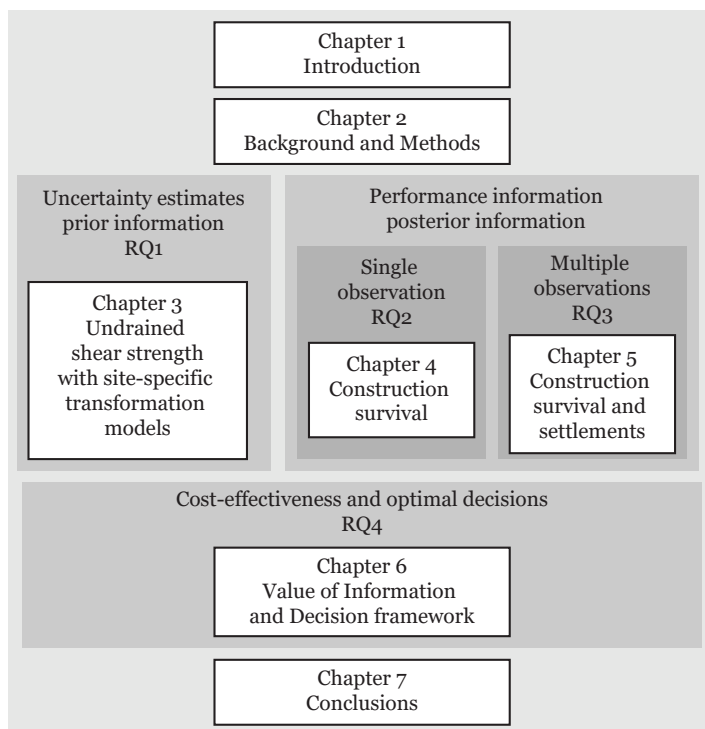 Chapter 1
Introduction
Chapter 2
Background and Methods
Uncertainty estimates
prior information
RQ1
Chapter 3
Undrained
shear strength
with site-specific
transformation
models
Performance information
posterior information
Single
observation
RQ2
Chapter 4
Construction
survival
Multiple
observations
RQ3
Chapter 5
Construction
survival and
settlements
Cost-effectiveness and optimal decisions
RQ4
Chapter 6
Value of Information
and Decision framework
Chapter 7
Conclusions